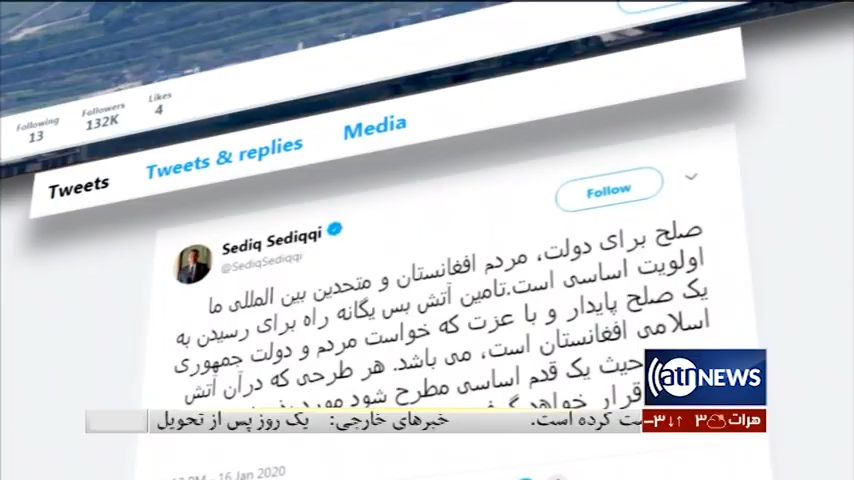 Following Followers Likes
13 132K 4
Tweets Tweets & replies Media
Sediq Sediqqi
@SediqSediqqi
Follow
صلح برای دولت، مردم افغانستان و متحدین بین المللی ما
اولویت اساسی است.تامین آتش بس یگانه راه برای رسیدن به
یک صلح پایدار و با عزت که خواست مردم و دولت جمهوری
اسلامی افغانستان است، می باشد. هر طرحی که درآن آتش
حیث یک قدم اساسی مطرح شود مورد
قرار خواهد
16 Jan 2020
atn NEWS
هرات ۳ ۳-
کرده است. خبرهای خارجی: یک روز پس از تحویل